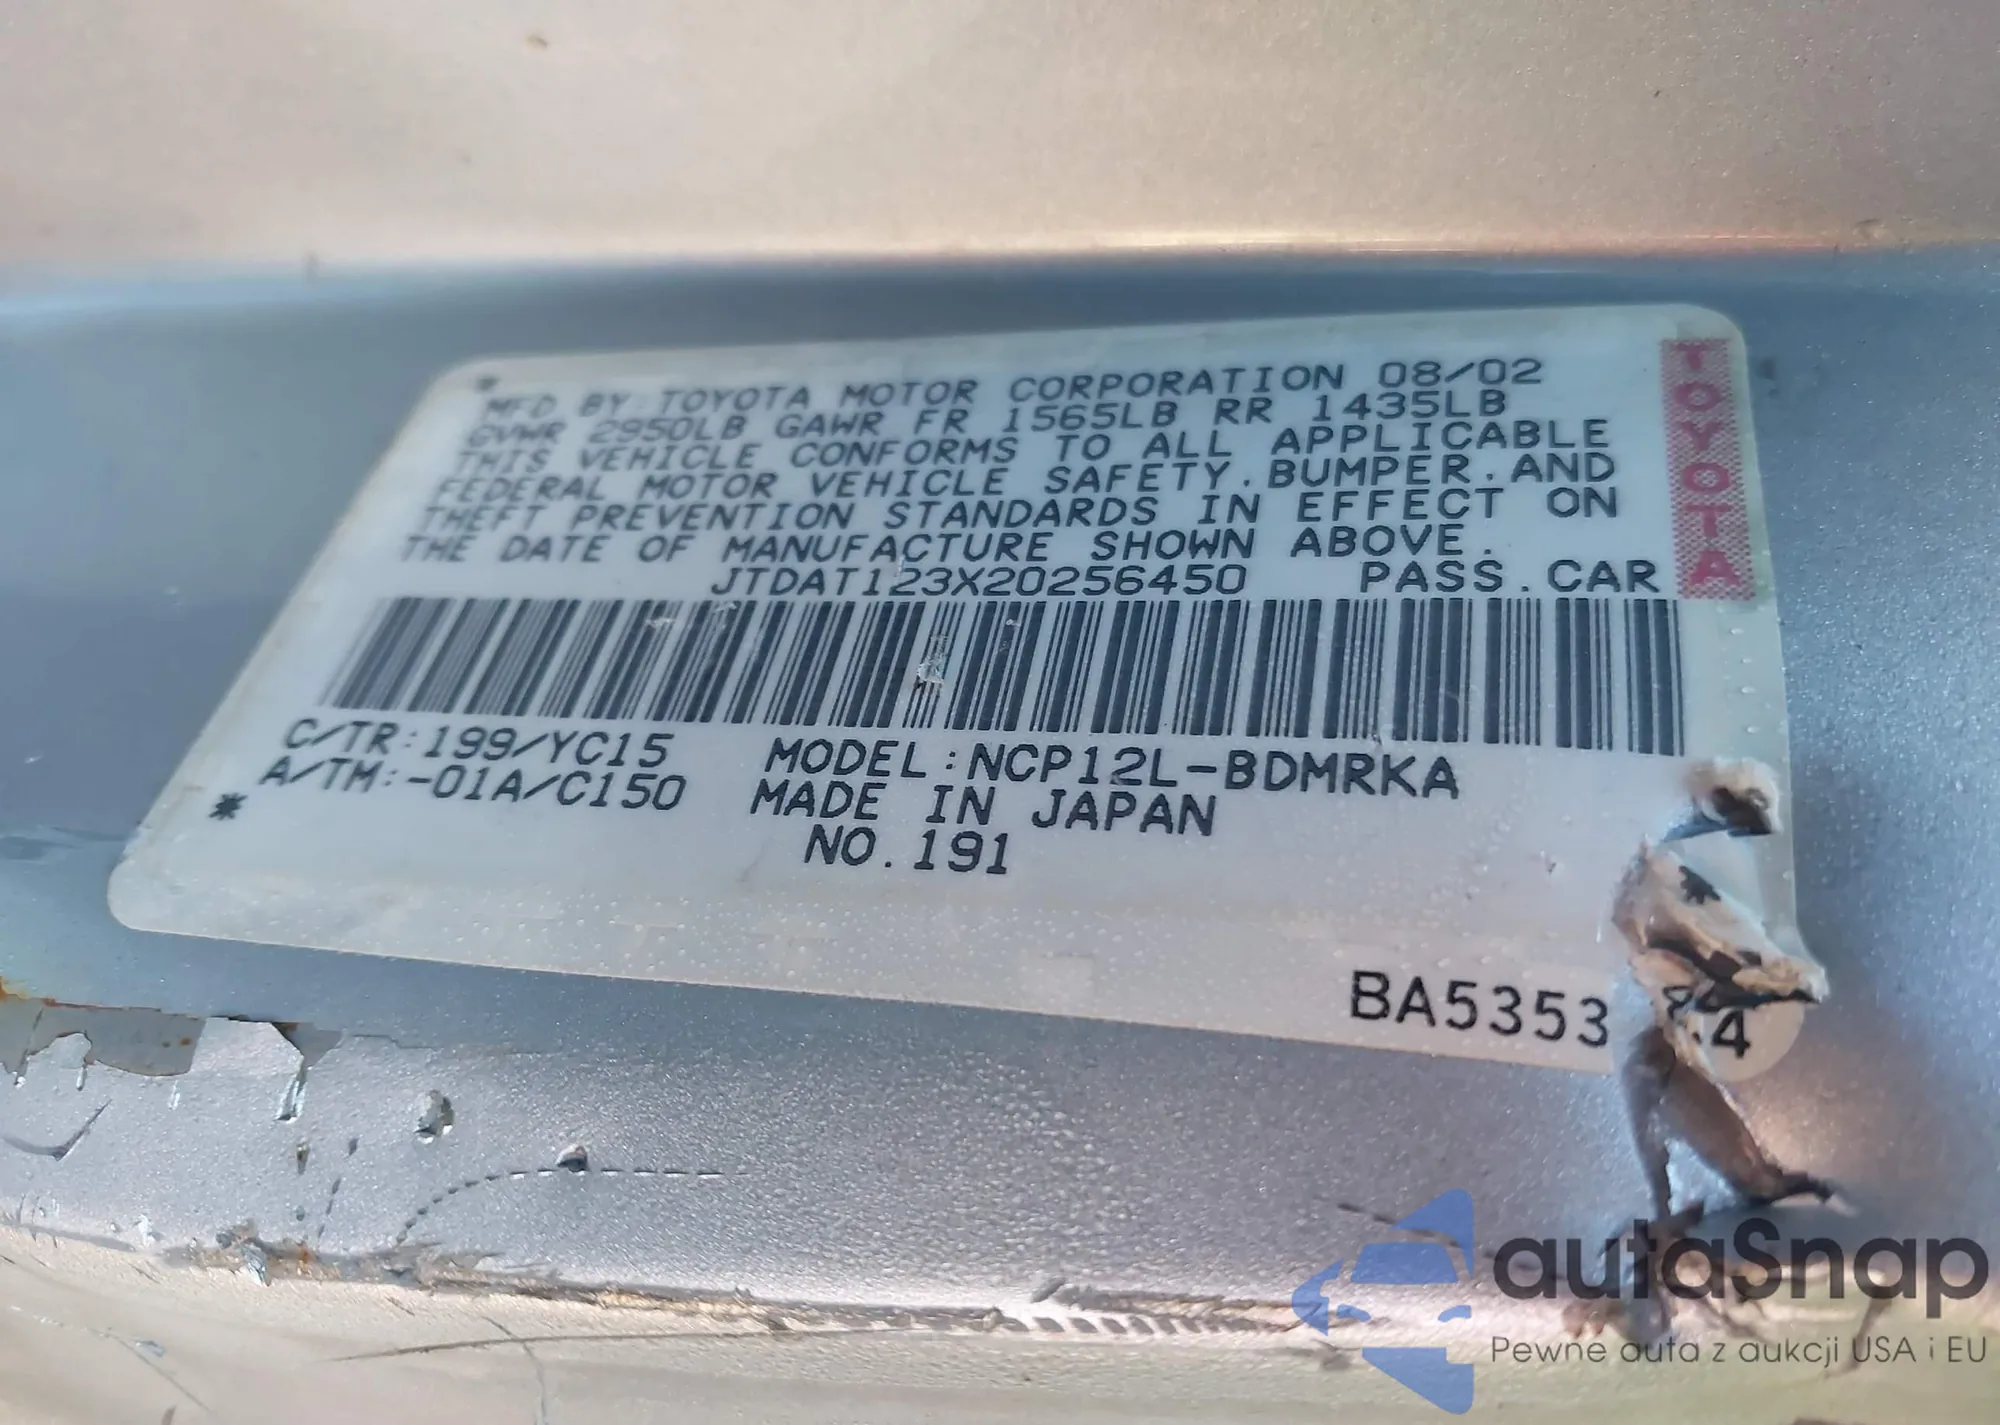 MFD BY:TOYOTA MOTOR CORPORATION 08/02
GVWR 2950LB GAWR FR 1565LB RR 1435LB
THIS VEHICLE CONFORMS TO ALL APPLICABLE
FEDERAL MOTOR VEHICLE SAFETY,BUMPER,AND
THEFT PREVENTION STANDARDS IN EFFECT ON
THE DATE OF MANUFACTURE SHOWN ABOVE.
JTDAT123X20256450 PASS.CAR
TOYOTA
C/TR:199/YC15 MODEL:NCP12L-BDMRKA
A/TM:-01A/C150 MADE IN JAPAN
* NO.191
autaSnap
Pewne auta z aukcji USA i EU